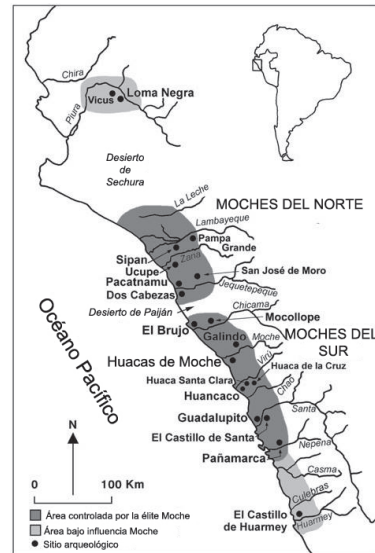 Chira
Loma Negra
Vicus
Piura
Desierto
de
Sechura
La Leche
MOCHES DEL NORTE
Lambayeque
Pampa
Grande
Sípan
Zana
Ucupe
San José de Moro
Pacatnamu
Jequetepeque
Dos Cabezas
Desierto de Paiján
Chicama
El Brujo
Mocollope
Galindo
Moche
MOCHES DEL
SUR
Huacas de Moche
Virú
Huaca de la Cruz
Huaca Santa Clara
Chao
Huancaco
Santa
Guadalupito
El Castillo de Santa
Nepena
Pañamarca
Casma
Culebras
El Castillo
de Huarmey
Huarmey
Océano Pacífico
N
0
100 Km
Área controlada por la élite Moche
Área bajo influencia Moche
Sitio arqueológico